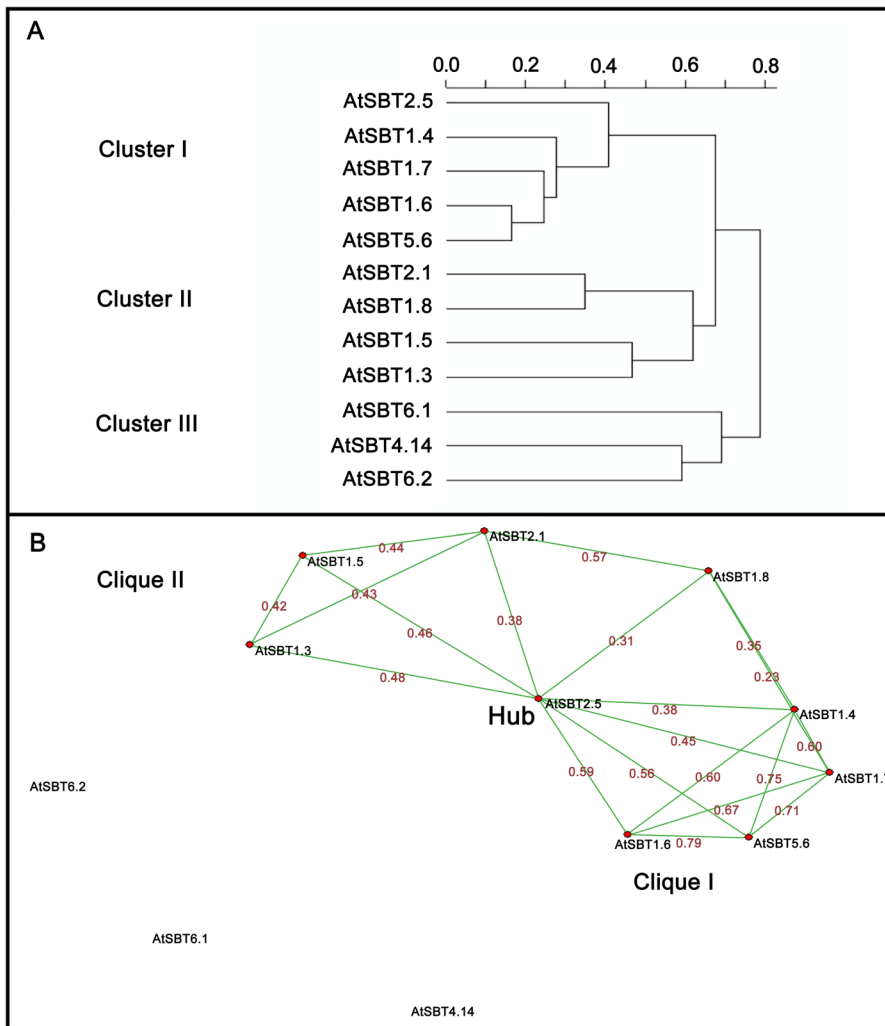 A
0.0 0.2 0.4 0.6 0.8
AtSBT2.5
AtSBT1.4
Cluster I
AtSBT1.7
AtSBT1.6
AtSBT5.6
AtSBT2.1
Cluster II
AtSBT1.8
AtSBT1.5
AtSBT1.3
AtSBT6.1
Cluster III
AtSBT4.14
AtSBT6.2
B
AtSBT2.1
0.44
0.57
AtSBT1.5
Clique II
AtSBT1.8
0.43
0.42
0.38
0.46
0.31
0.35
AtSBT1.3
0.48
0.23
AtSBT2.5
Hub
0.38
AtSBT1.4
0.45
0.60
0.59
0.56
0.60
0.75
AtSBT1.7
AtSBT6.2
0.67
0.71
AtSBT1.6
0.79
AtSBT5.6
Clique I
AtSBT6.1
AtSBT4.14